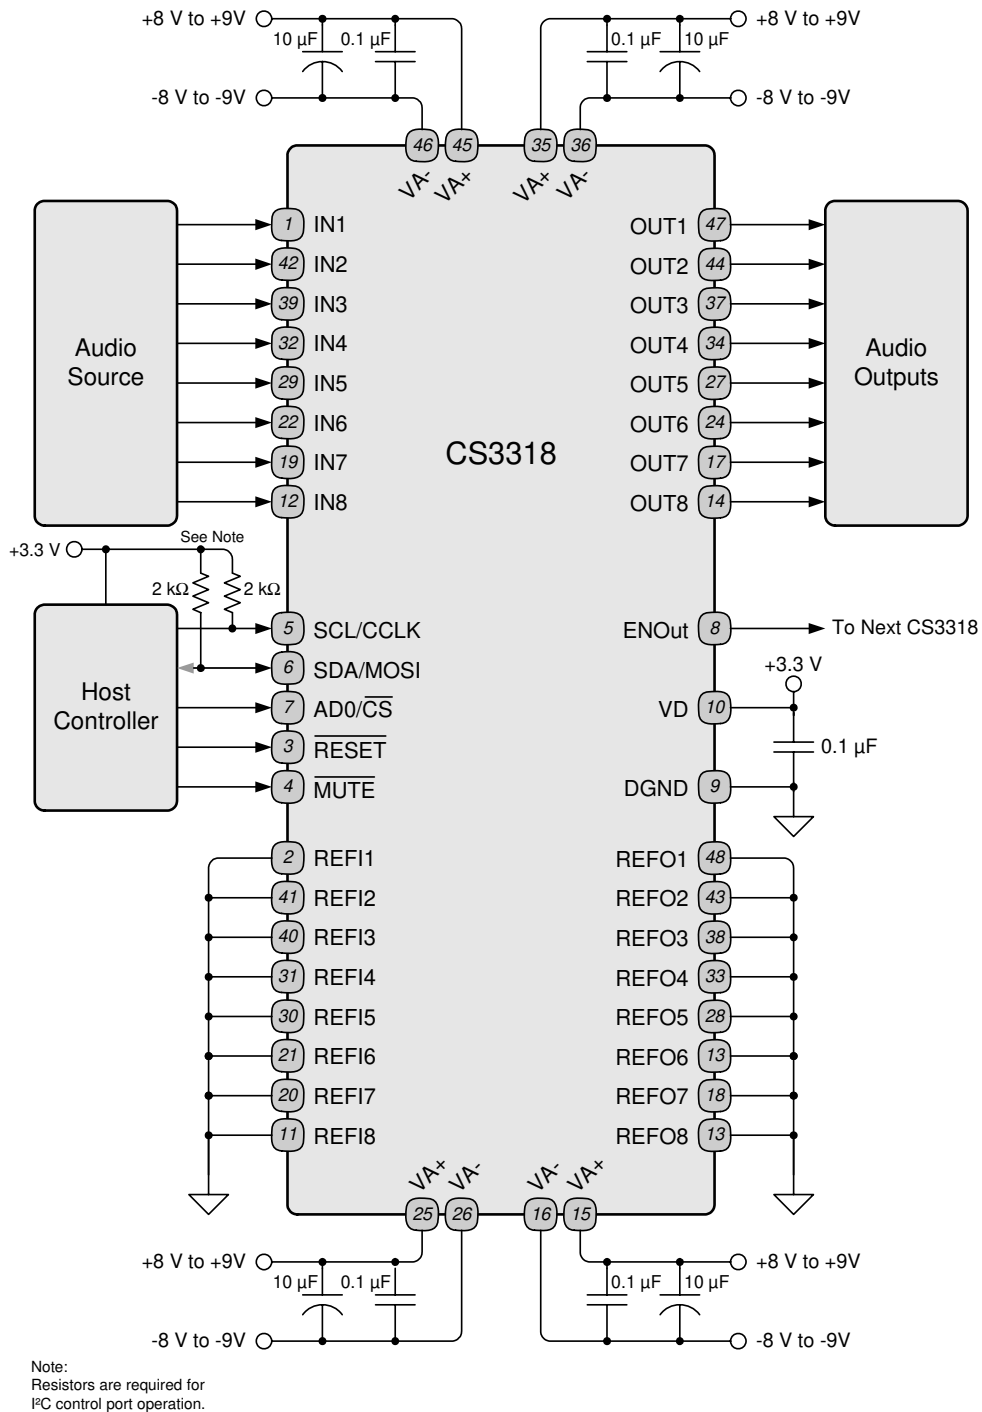 +8 V to +9V
10 µF
0.1 µF
-8 V to -9V
0.1 µF
10 µF
+8 V to +9V
-8 V to -9V
46
45
35
36
VA-
VA+
VA+
VA-
Audio
Source
1 IN1
42 IN2
39 IN3
32 IN4
29 IN5
22 IN6
19 IN7
12 IN8
CS3318
OUT1 47
OUT2 44
OUT3 37
OUT4 34
OUT5 27
OUT6 24
OUT7 17
OUT8 14
Audio
Outputs
+3.3 V
See Note
2 kΩ
2 kΩ
Host
Controller
5 SCL/CCLK
6 SDA/MOSI
7 AD0/CS
3 RESET
4 MUTE
ENOut 8
To Next CS3318
+3.3 V
VD 10
0.1 µF
DGND 9
2 REFI1
41 REFI2
40 REFI3
31 REFI4
30 REFI5
21 REFI6
20 REFI7
11 REFI8
REFO1 48
REFO2 43
REFO3 38
REFO4 33
REFO5 28
REFO6 13
REFO7 18
REFO8 13
VA+
VA-
VA-
VA+
25
26
16
15
+8 V to +9V
10 µF
0.1 µF
-8 V to -9V
0.1 µF
10 µF
+8 V to +9V
-8 V to -9V
Note:
Resistors are required for
I²C control port operation.